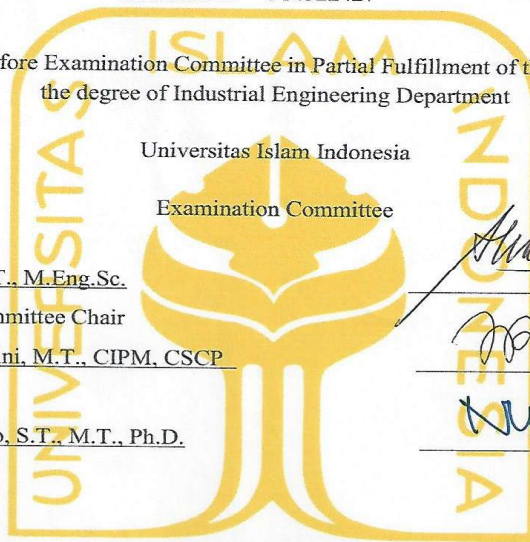 fore Examination Committee in Partial Fulfillment of t
the degree of Industrial Engineering Department
Universitas Islam Indonesia
Examination Committee
T., M.Eng.Sc.
mmittee Chair
ni, M.T., CIPM, CSCP
o, S.T., M.T., Ph.D.
UNIVERSITAS
ISLAM
INDONESIA